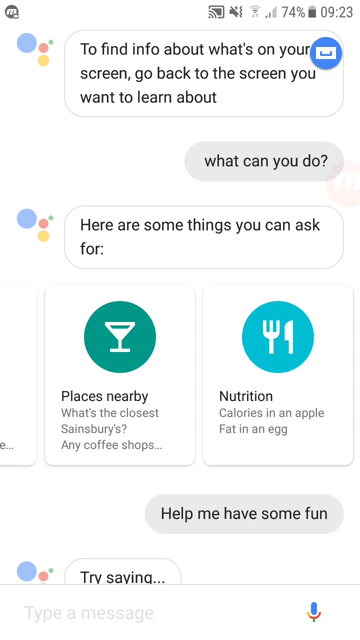 74% 09:23
To find info about what's on your
screen, go back to the screen you
want to learn about
what can you do?
Here are some things you can ask
for:
e...
Places nearby
What's the closest
Sainsbury's?
Any coffee shops...
Nutrition
Calories in an apple
Fat in an egg
Help me have some fun
Try saying...
Type a message